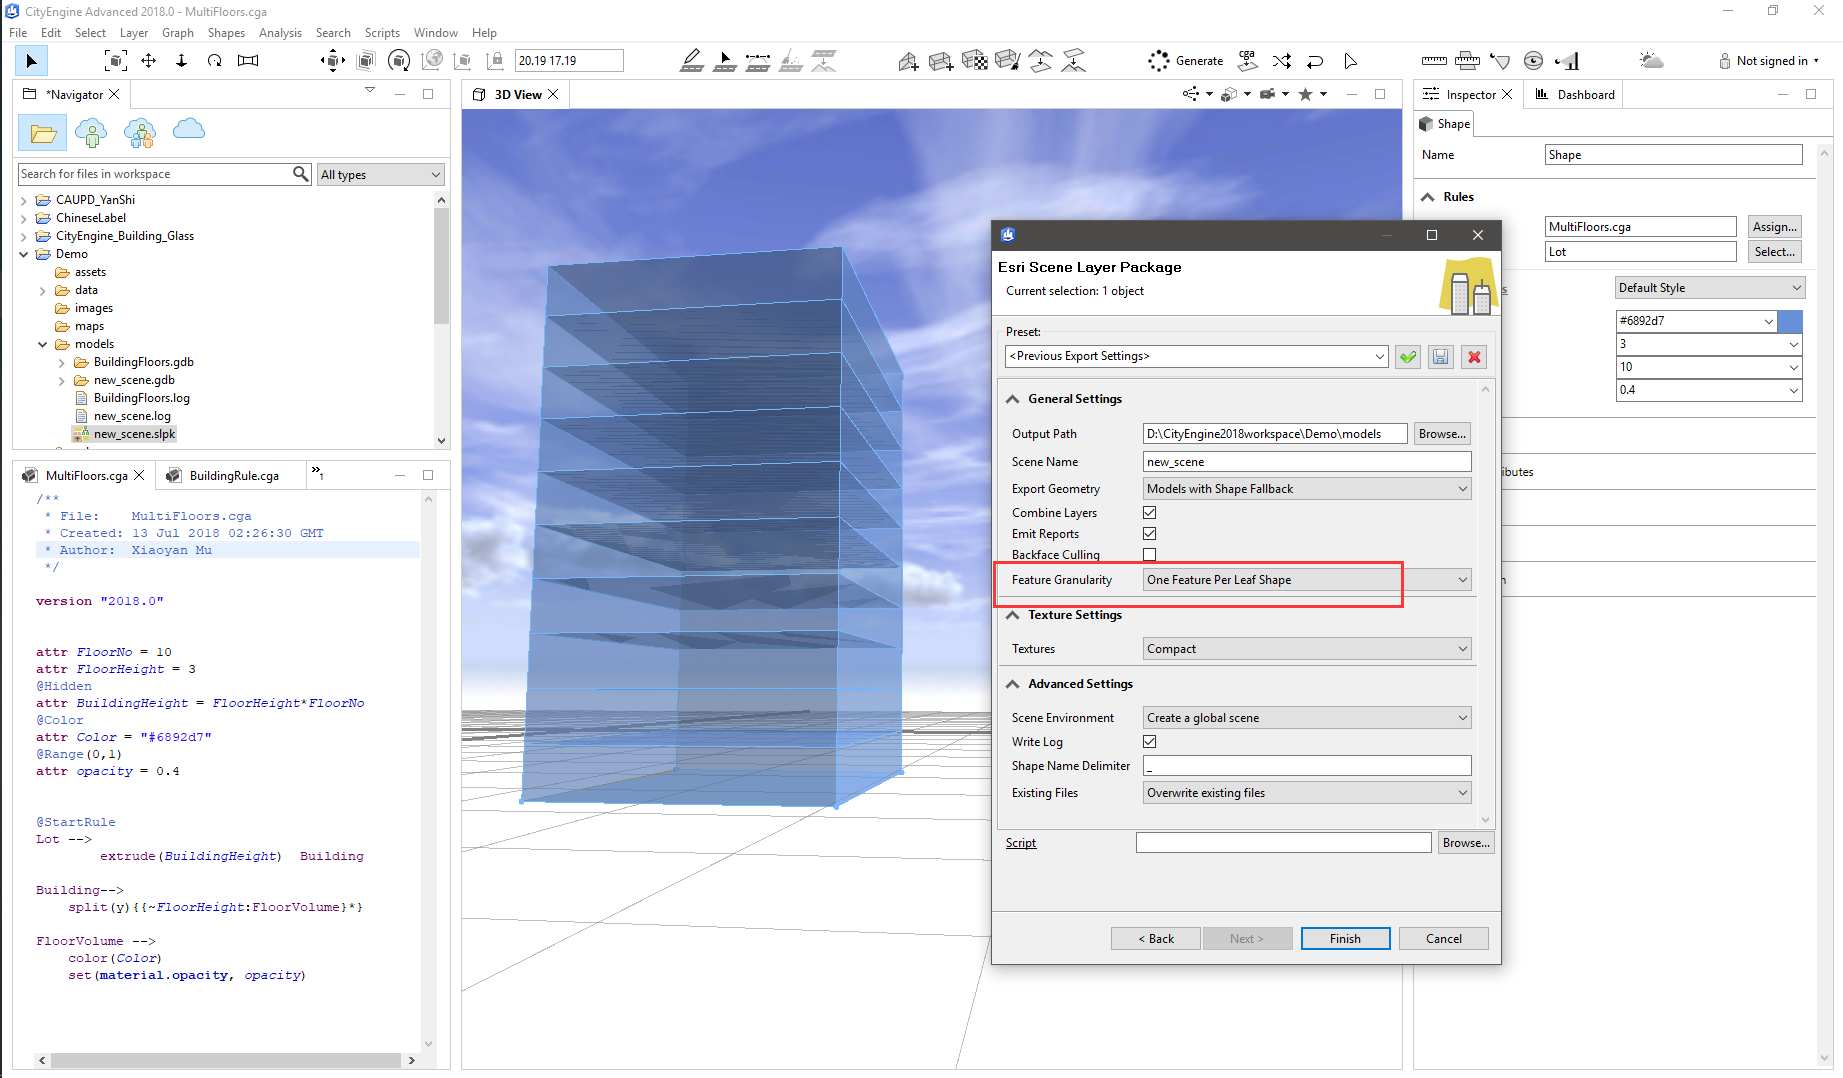 CityEngine Advanced 2018.0 - MultiFloors.cga
File Edit Select Layer Graph Shapes Analysis Search Scripts Window Help
20.19 17.19
Generate
cga
Not signed in
*Navigator
Search for files in workspace
All types
CAUPD_YanShi
ChineseLabel
CityEngine_Building_Glass
Demo
assets
data
images
maps
models
BuildingFloors.gdb
new_scene.gdb
BuildingFloors.log
new_scene.log
new_scene.slpk
MultiFloors.cga
BuildingRule.cga
»1
/**
* File: MultiFloors.cga
* Created: 13 Jul 2018 02:26:30 GMT
* Author: Xiaoyan Mu
*/
version "2018.0"
attr FloorNo = 10
attr FloorHeight = 3
@Hidden
attr BuildingHeight = FloorHeight*FloorNo
@Color
attr Color = "#6892d7"
@Range(0,1)
attr opacity = 0.4
@StartRule
Lot -->
extrude(BuildingHeight) Building
Building-->
split(y){{~FloorHeight:FloorVolume}*}
FloorVolume -->
color(Color)
set(material.opacity, opacity)
3D View
Esri Scene Layer Package
Current selection: 1 object
Preset:
<Previous Export Settings>
General Settings
Output Path D:\CityEngine2018workspace\Demo\models Browse...
Scene Name new_scene
Export Geometry Models with Shape Fallback
Combine Layers
Emit Reports
Backface Culling
Feature Granularity One Feature Per Leaf Shape
Texture Settings
Textures Compact
Advanced Settings
Scene Environment Create a global scene
Write Log
Shape Name Delimiter _
Existing Files Overwrite existing files
Script Browse...
< Back Next > Finish Cancel
Inspector
Dashboard
Shape
Name Shape
Rules
MultiFloors.cga Assign...
Lot Select...
s Default Style
#6892d7
3
10
0.4
ibutes